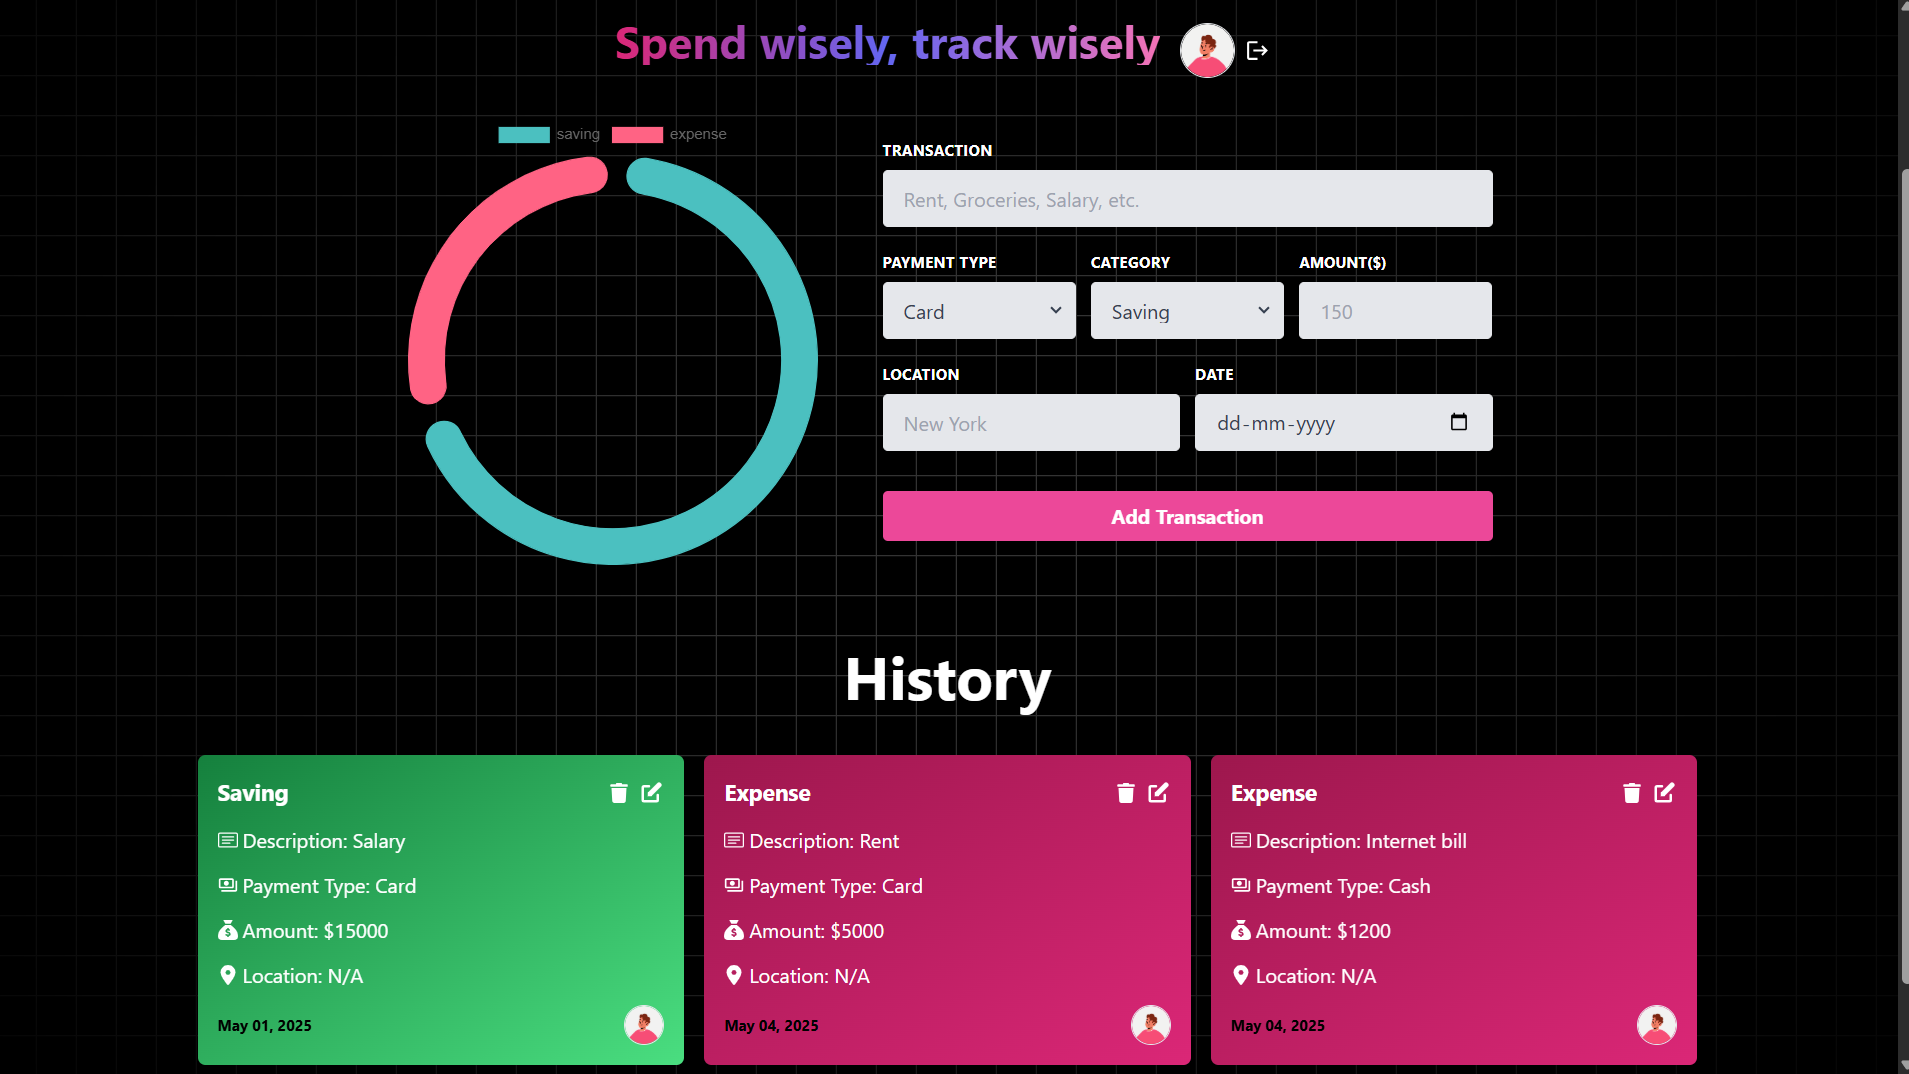 Spend wisely, track wisely
saving expense
TRANSACTION
Rent, Groceries, Salary, etc.
PAYMENT TYPE CATEGORY AMOUNT($)
Card Saving 150
LOCATION DATE
New York dd-mm-yyyy
Add Transaction
History
Saving
Description: Salary
Payment Type: Card
Amount: $15000
Location: N/A
May 01, 2025
Expense
Description: Rent
Payment Type: Card
Amount: $5000
Location: N/A
May 04, 2025
Expense
Description: Internet bill
Payment Type: Cash
Amount: $1200
Location: N/A
May 04, 2025